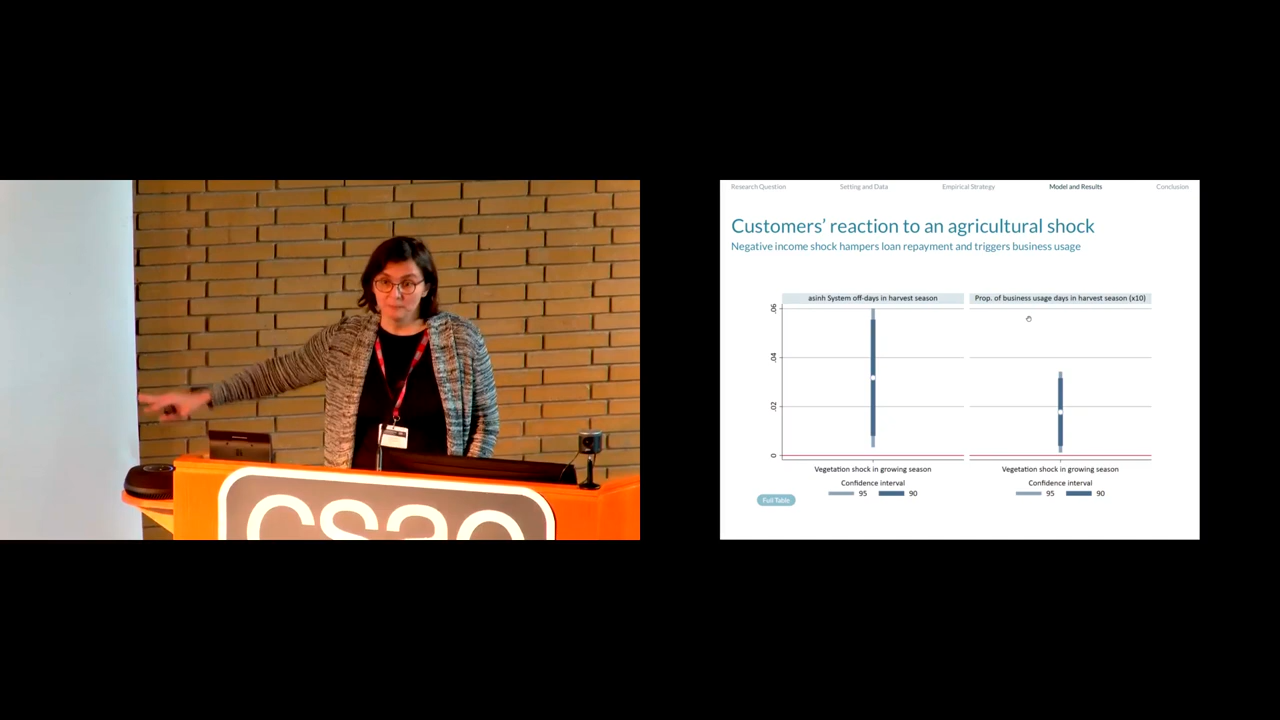 csae
Research Question Setting and Data Empirical Strategy Model and Results Conclusion
Customers' reaction to an agricultural shock
Negative income shock hampers loan repayment and triggers business usage
asinh System off-days in harvest season Prop. of business usage days in harvest season (x10)
.06
.04
.02
0
Vegetation shock in growing season Vegetation shock in growing season
Confidence interval Confidence interval
95 90 95 90
Full Table